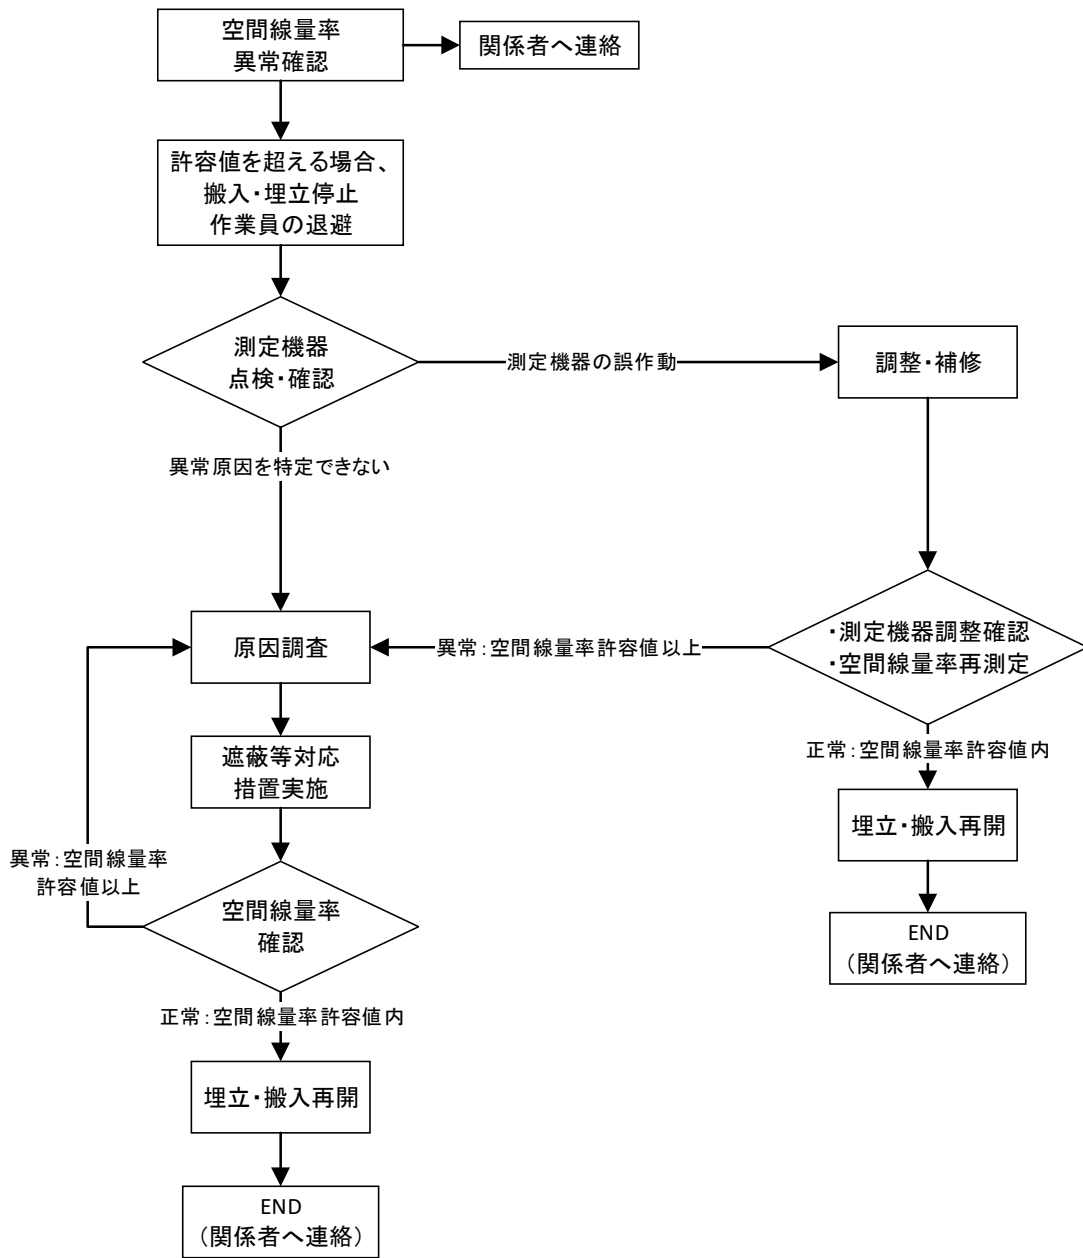 空間線量率
異常確認
関係者へ連絡
許容値を超える場合、
搬入・埋立停止
作業員の退避
測定機器
点検・確認
測定機器の誤作動
調整・補修
異常原因を特定できない
原因調査
異常：空間線量率許容値以上
・測定機器調整確認
・空間線量率再測定
遮蔽等対応
措置実施
正常：空間線量率許容値内
埋立・搬入再開
異常：空間線量率
許容値以上
空間線量率
確認
END
（関係者へ連絡）
正常：空間線量率許容値内
埋立・搬入再開
END
（関係者へ連絡）